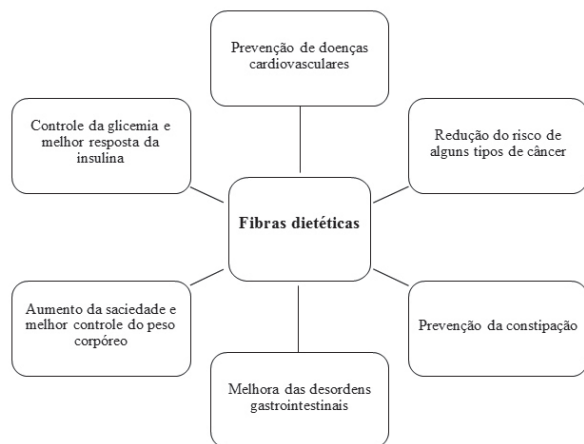 Prevenção de doenças
cardiovasculares
Controle da glicemia e
melhor resposta da
insulina
Redução do risco de
alguns tipos de câncer
Fibras dietéticas
Aumento da saciedade e
melhor controle do peso
corpóreo
Prevenção da constipação
Melhora das desordens
gastrointestinais